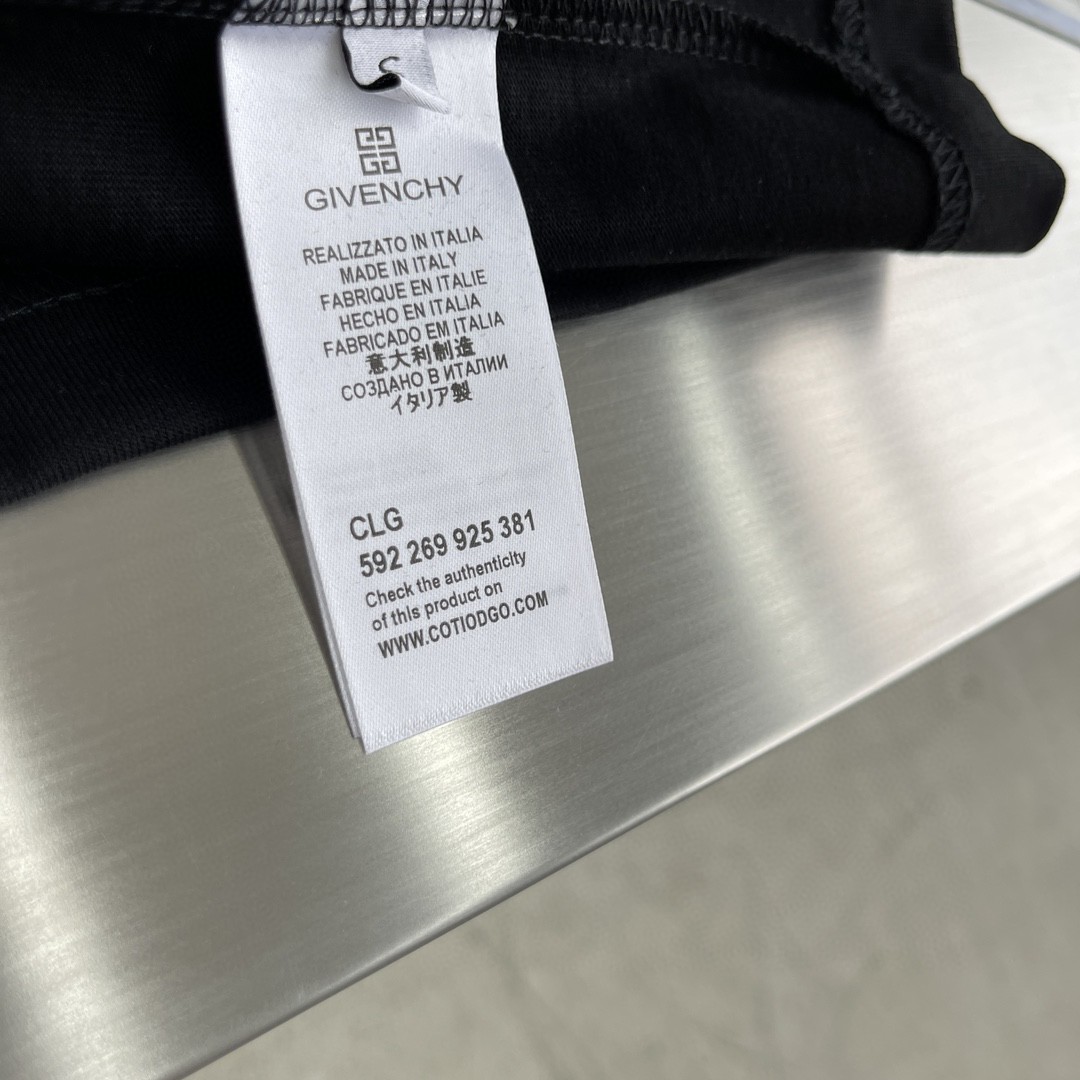 S
GIVENCHY
REALIZZATO IN ITALIA
MADE IN ITALY
FABRIQUE EN ITALIE
HECHO EN ITALIA
FABRICADO EM ITALIA
意大利制造
СОЗДАНО В ИТАЛИИ
イタリア製
CLG
592 269 925 381
Check the authenticity
of this product on
WWW.COTIODGO.COM